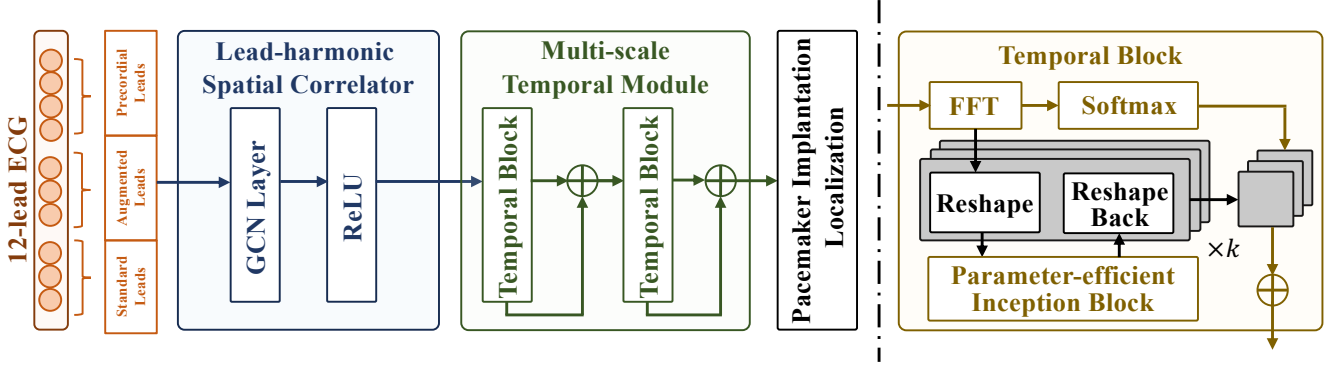 12-lead ECG
Precordial
Leads
Augmented
Leads
Standard
Leads
Lead-harmonic
Spatial Correlator
GCN Layer
ReLU
Multi-scale
Temporal Module
Temporal Block
Temporal Block
Pacemaker Implantation
Localization
Temporal Block
FFT
Softmax
Reshape
Reshape
Back
×k
Parameter-efficient
Inception Block